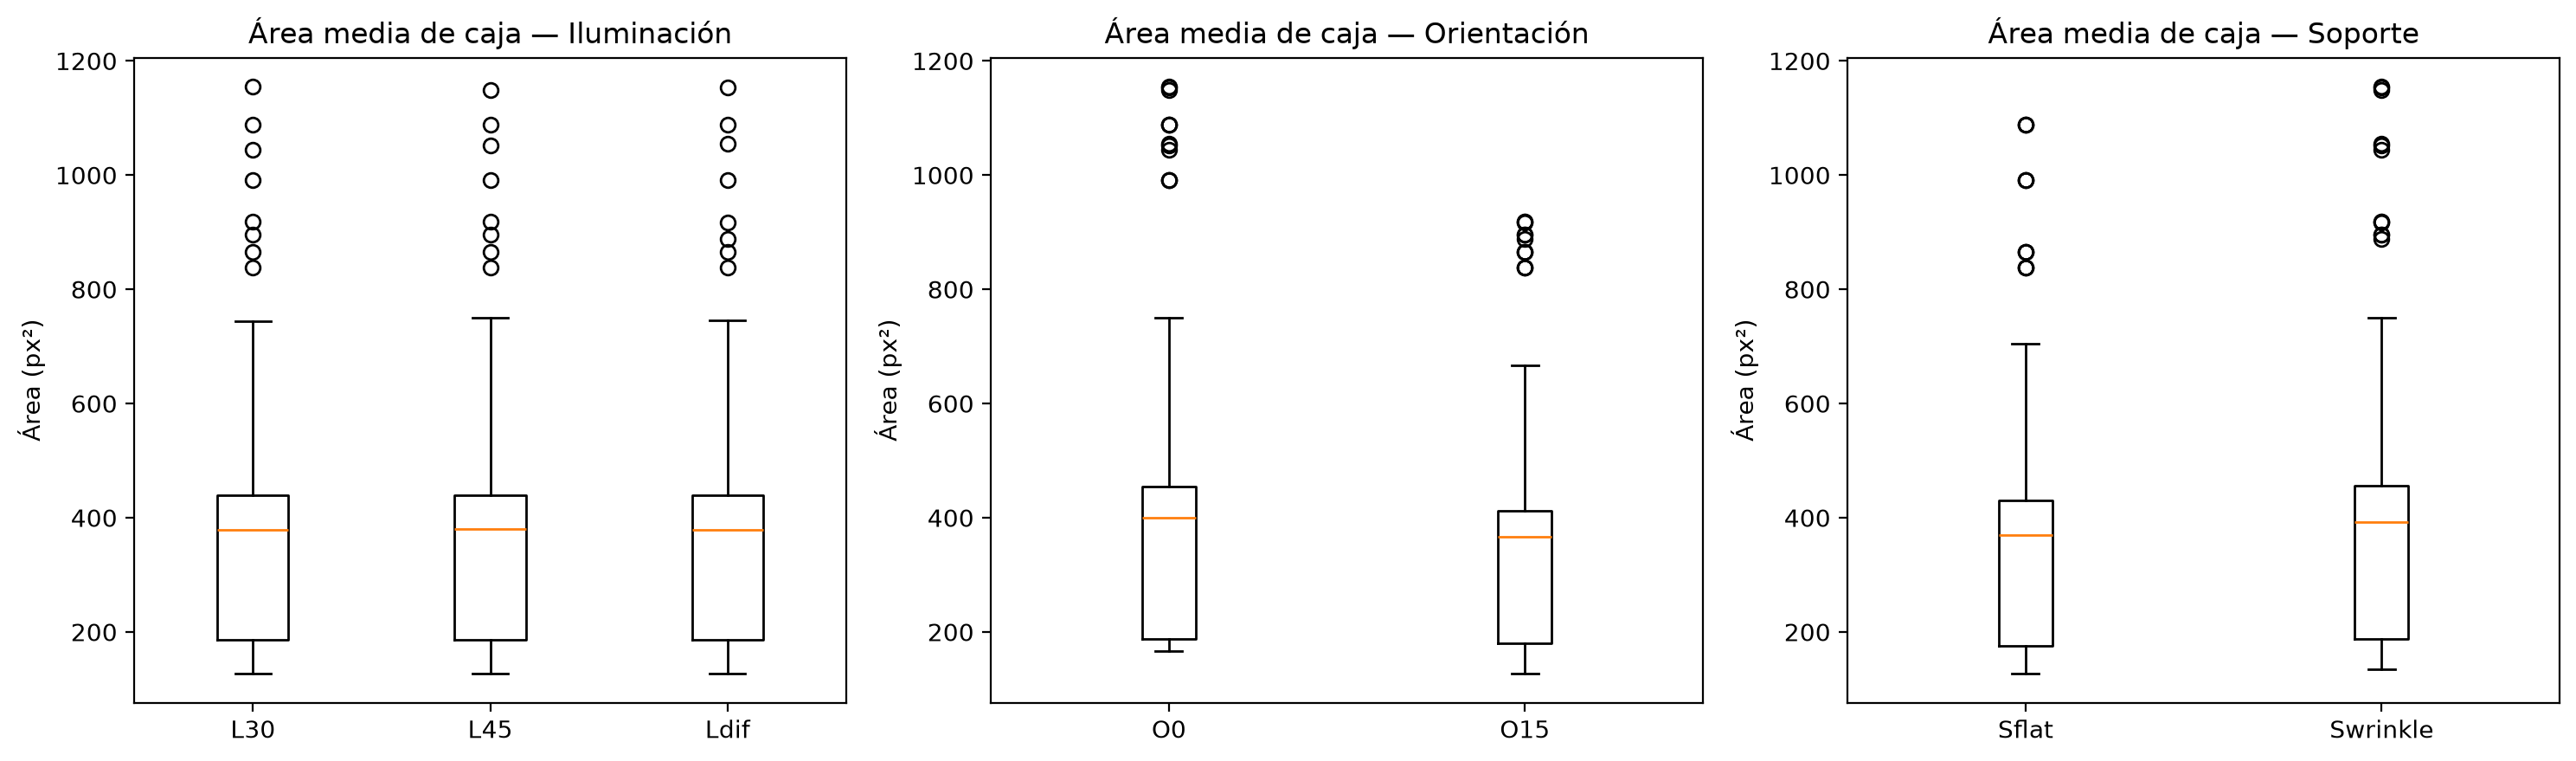 Área media de caja — Iluminación
1200
1000
800
600
400
200
Área (px²)
L30
L45
Ldif
Área media de caja — Orientación
1200
1000
800
600
400
200
Área (px²)
O0
O15
Área media de caja — Soporte
1200
1000
800
600
400
200
Área (px²)
Sflat
Swrinkle